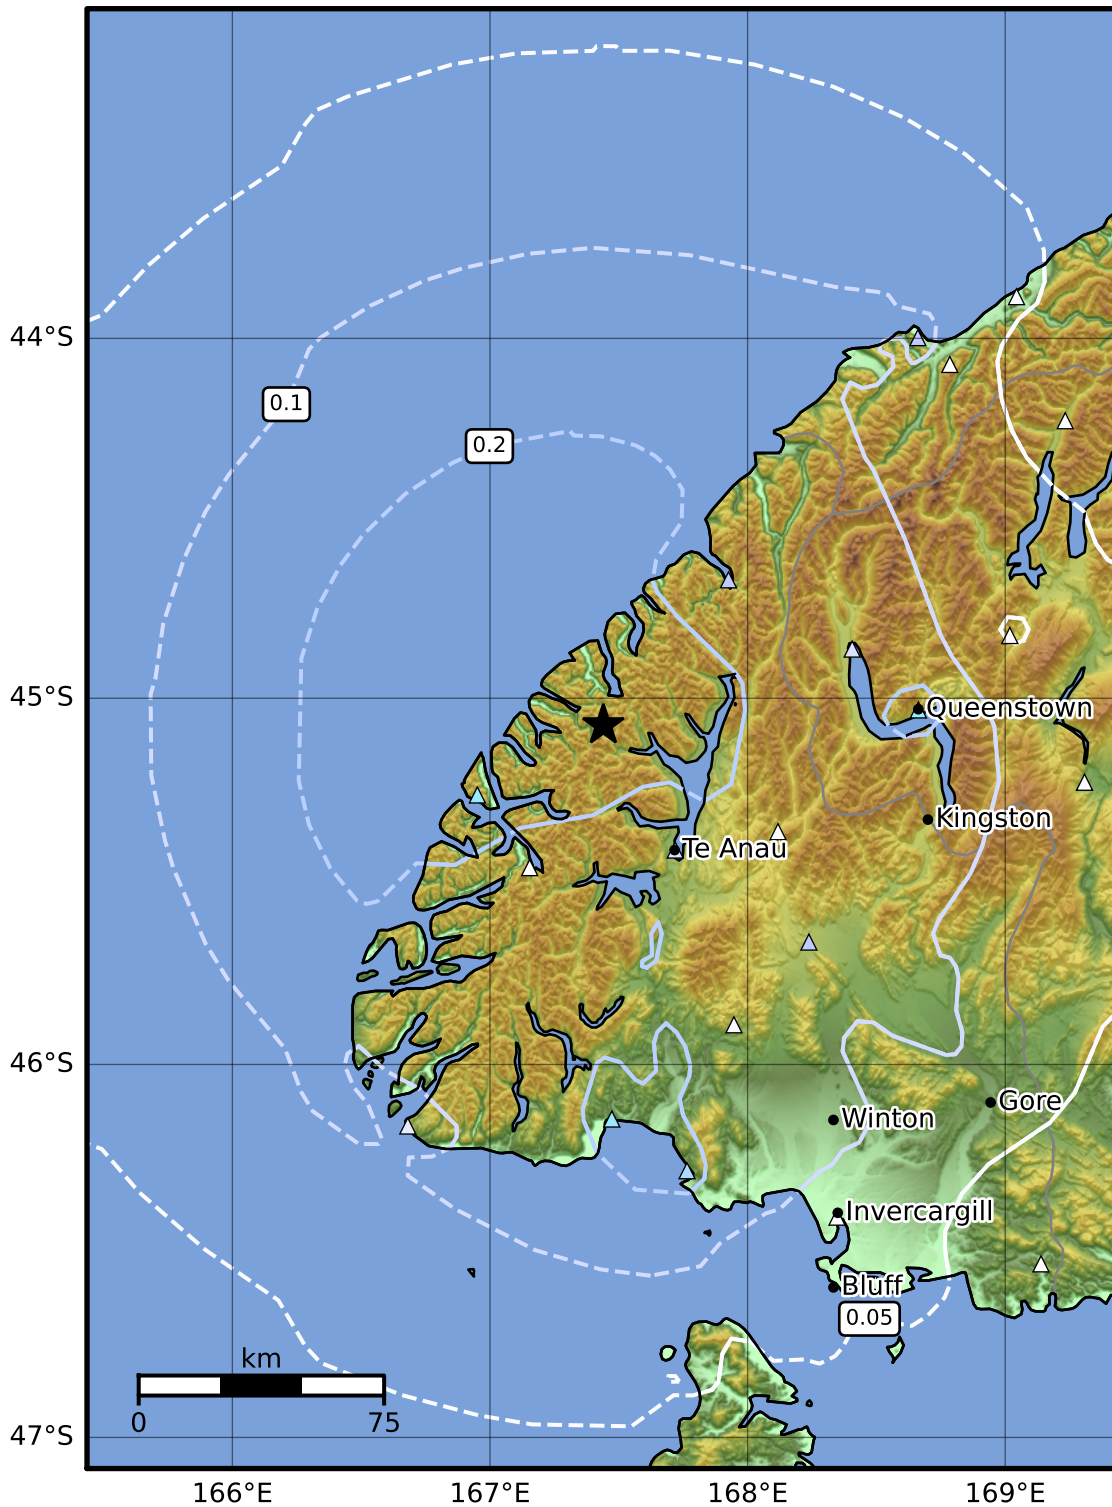 44°S
0.1
0.2
45°S
Queenstown
Kingston
Te Anau
46°S
Gore
Winton
Invercargill
Bluff
0.05
km
0
75
47°S
166°E
167°E
168°E
169°E